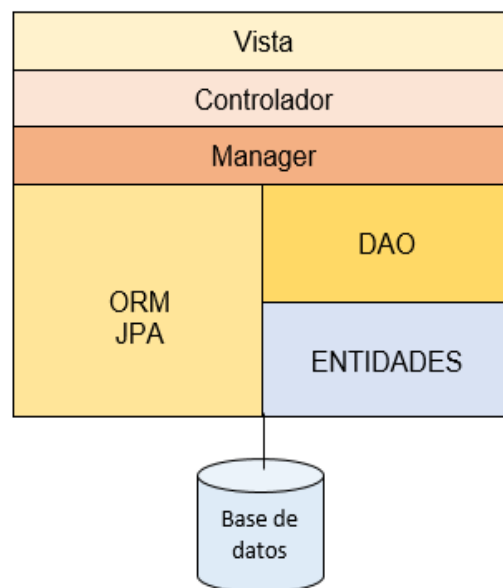 Vista
Controlador
Manager
ORM
JPA
DAO
ENTIDADES
Base de
datos